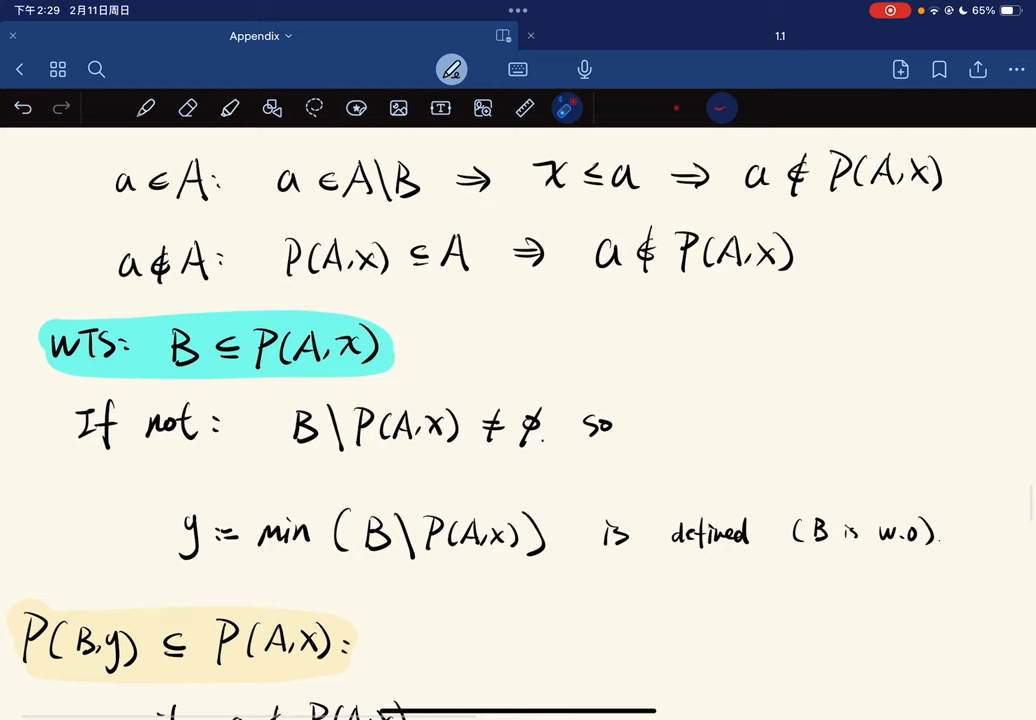 下午2:29 2月11日周日
65%
Appendix
1.1
a ∈ A: a ∈ A\B ⇒ x ≤ a ⇒ a ∉ P(A,x)
a ∉ A: P(A,x) ⊆ A ⇒ a ∉ P(A,x)
WTS: B ⊆ P(A,x)
If not: B \ P(A,x) ≠ ∅. so
y := min (B\P(A,x)) is defined (B is w.o).
P(B,y) ⊆ P(A,x):